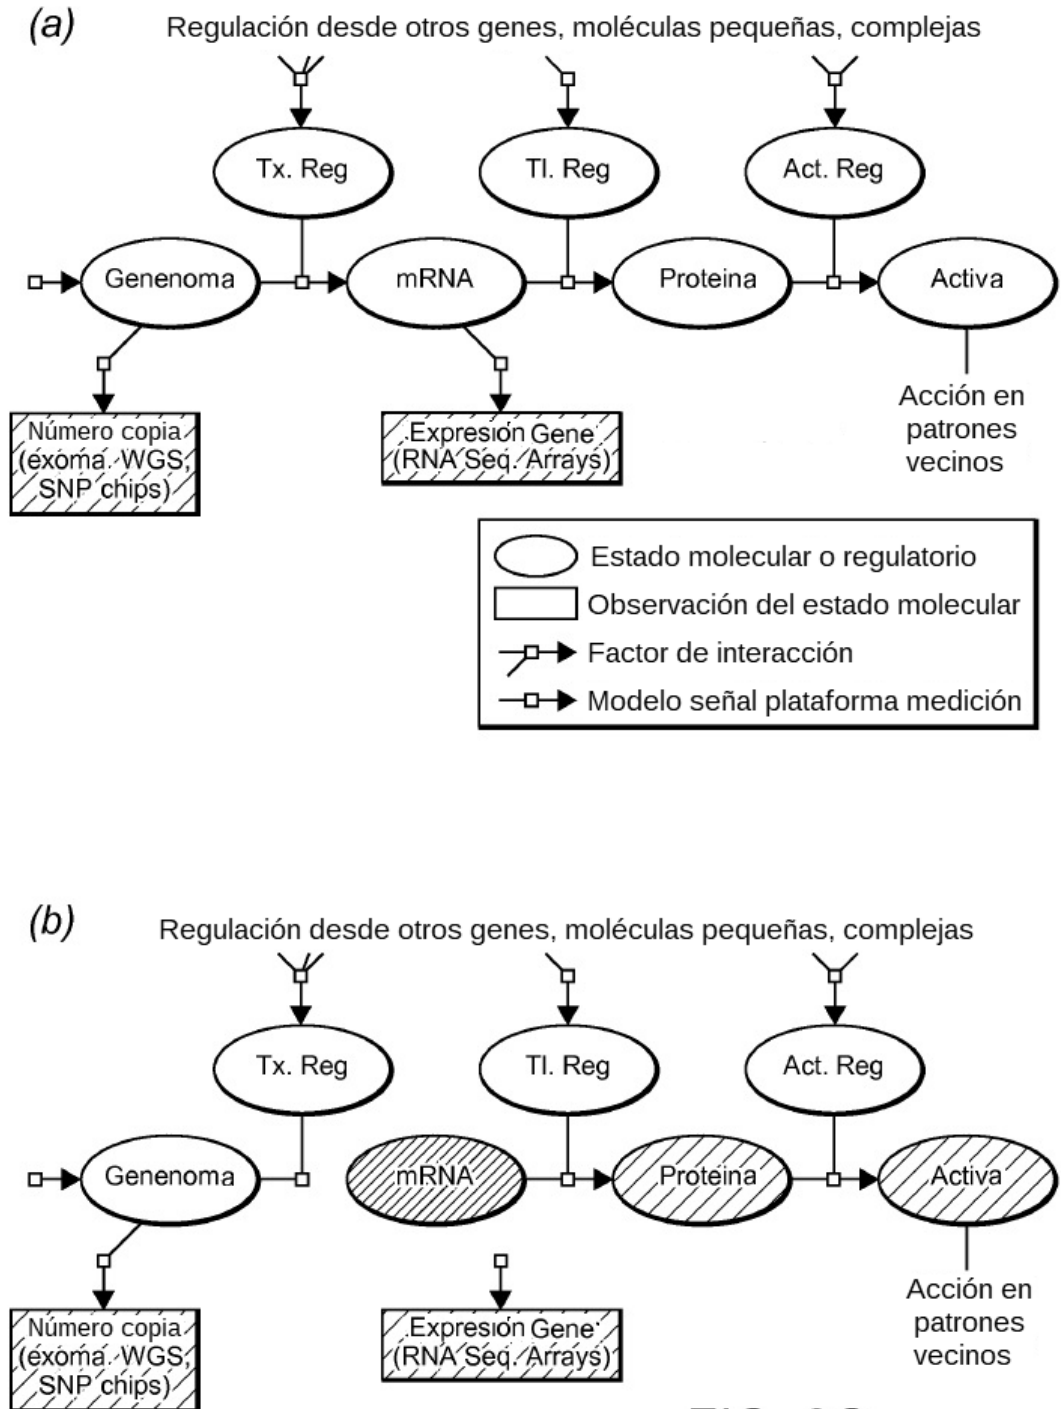 (a)
Regulación desde otros genes, moléculas pequeñas, complejas
Tx. Reg
Tl. Reg
Act. Reg
Genenoma
mRNA
Proteina
Activa
Número copia
(exoma. WGS,
SNP chips)
Expresión Gene
(RNA Seq. Arrays)
Acción en
patrones
vecinos
Estado molecular o regulatorio
Observación del estado molecular
Factor de interacción
Modelo señal plataforma medición
(b)
Regulación desde otros genes, moléculas pequeñas, complejas
Tx. Reg
Tl. Reg
Act. Reg
Genenoma
mRNA
Proteina
Activa
Número copia
(exoma. WGS,
SNP chips)
Expresión Gene
(RNA Seq. Arrays)
Acción en
patrones
vecinos